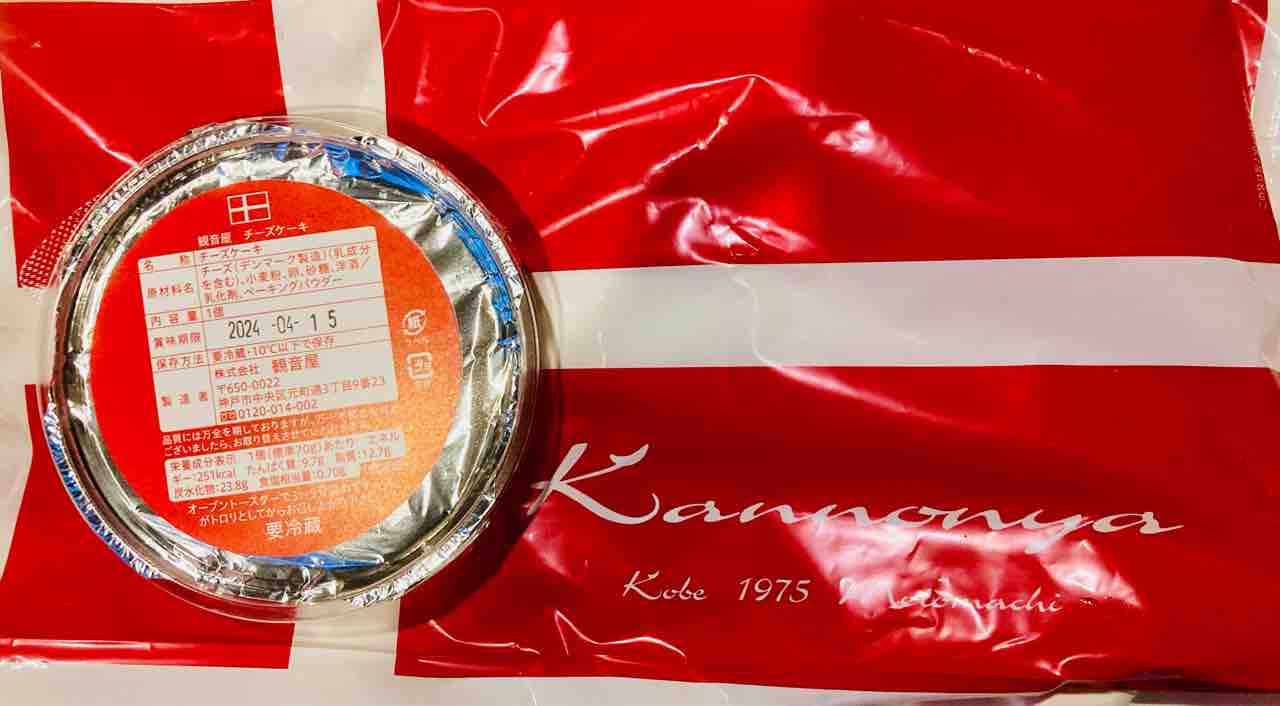 観音屋 チーズケーキ
名称 チーズケーキ
原材料名 チーズ(デンマーク製造)(乳成分
を含む)、小麦粉、卵、砂糖、洋酒/
乳化剤、ベーキングパウダー
内容量 1個
賞味期限 2024-04-15
保存方法 要冷蔵・10℃以下で保存
製造者 株式会社 観音屋
〒650-0022
神戸市中央区元町通3丁目9番23
0120-014-002
紙
ラベル
品質には万全を期しておりますが、
ございましたら、お取り替えさせて
栄養成分表示 1個(標準70g)あたり エネル
ギー:251kcal たんぱく質:9.7g 脂質:12.7g
炭水化物:23.8g 食塩相当量:0.70g
オーブントースターで
がトロリとしてからお召し
要冷蔵
Kannonya
Kobe 1975 Motomachi